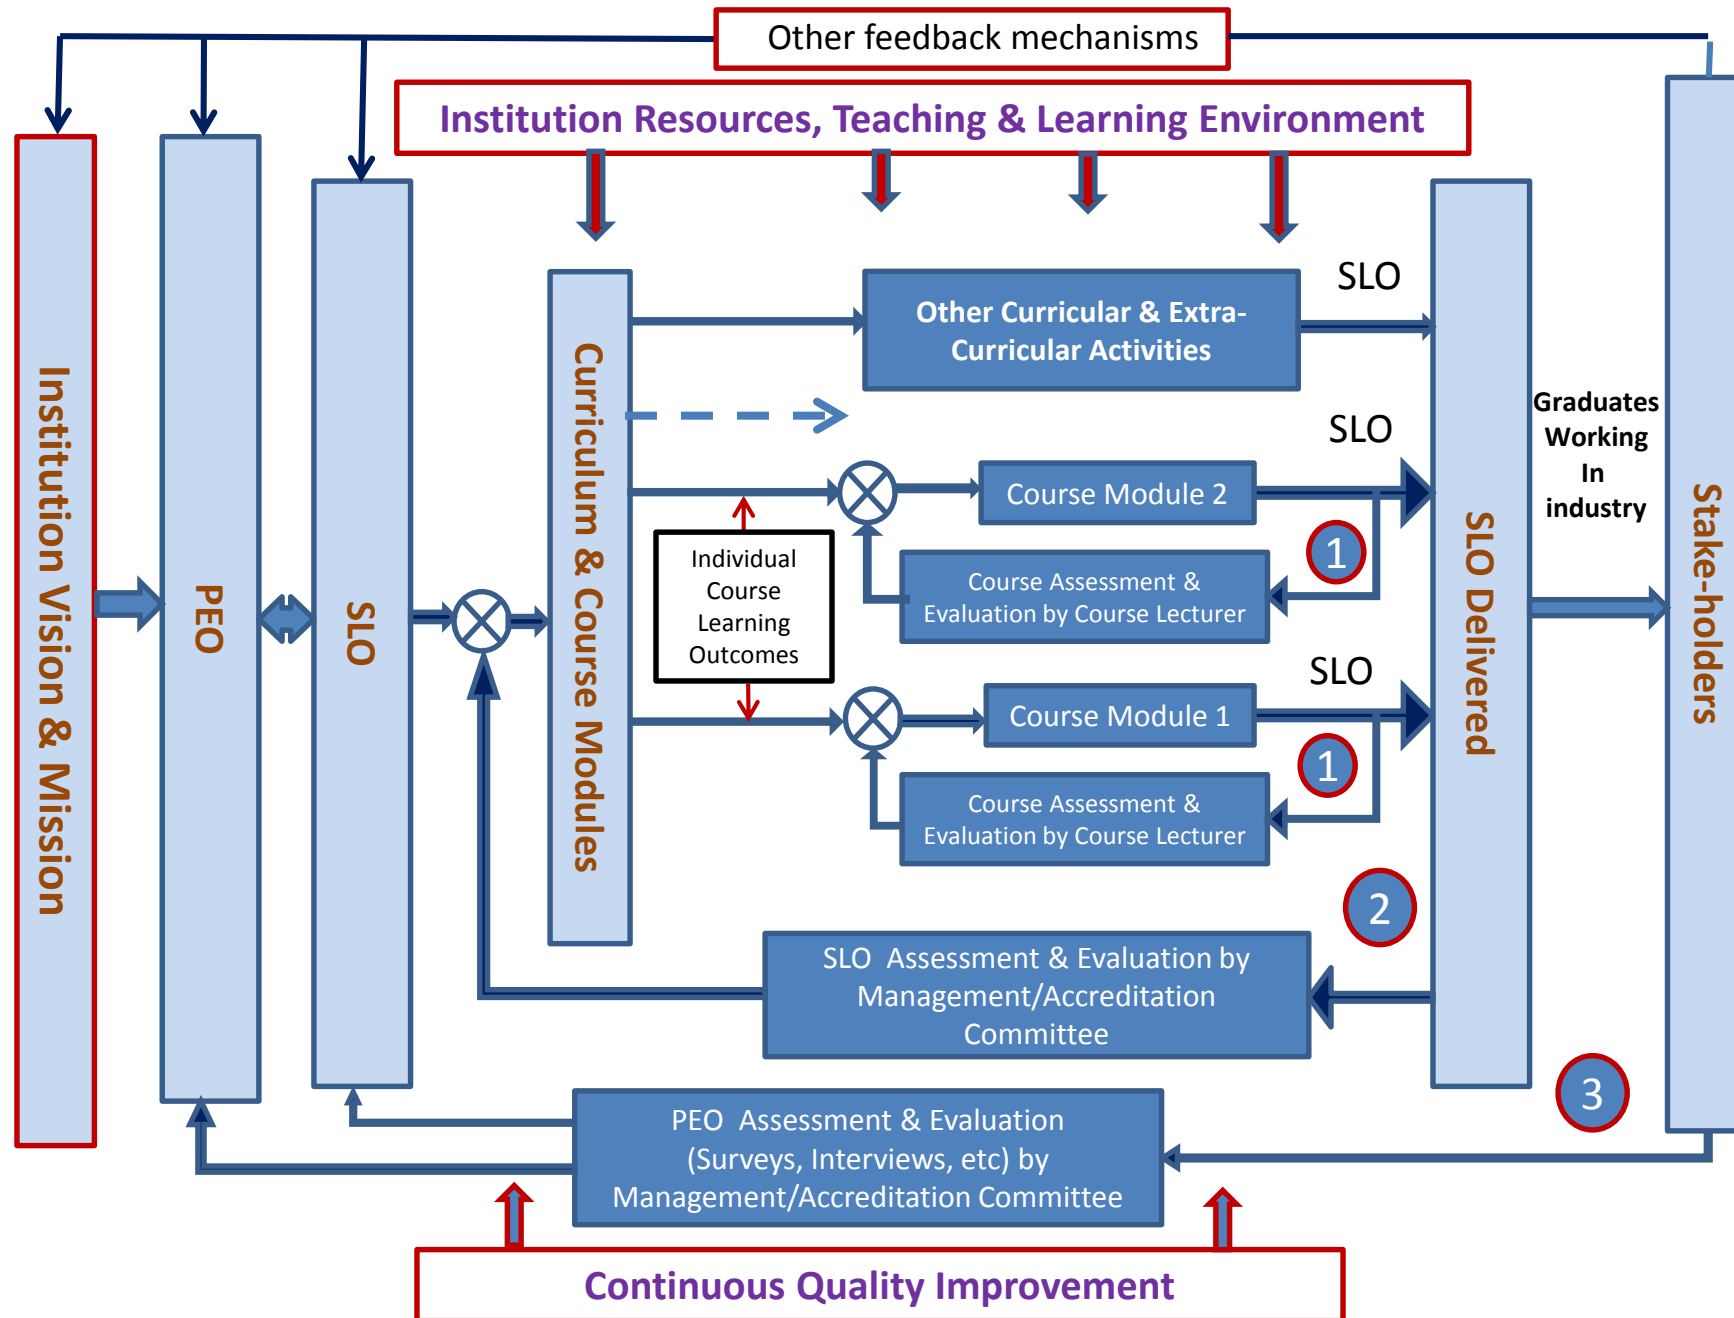 Other feedback mechanisms
Institution Resources, Teaching & Learning Environment
Institution Vision & Mission
PEO
SLO
Curriculum & Course Modules
Other Curricular & Extra-
Curricular Activities
SLO
SLO
Course Module 2
1
Individual
Course
Learning
Outcomes
Course Assessment &
Evaluation by Course Lecturer
SLO
Course Module 1
1
Course Assessment &
Evaluation by Course Lecturer
SLO Delivered
Graduates
Working
In
industry
Stake-holders
2
SLO  Assessment & Evaluation by
Management/Accreditation
Committee
3
PEO  Assessment & Evaluation
(Surveys, Interviews, etc) by
Management/Accreditation Committee
Continuous Quality Improvement